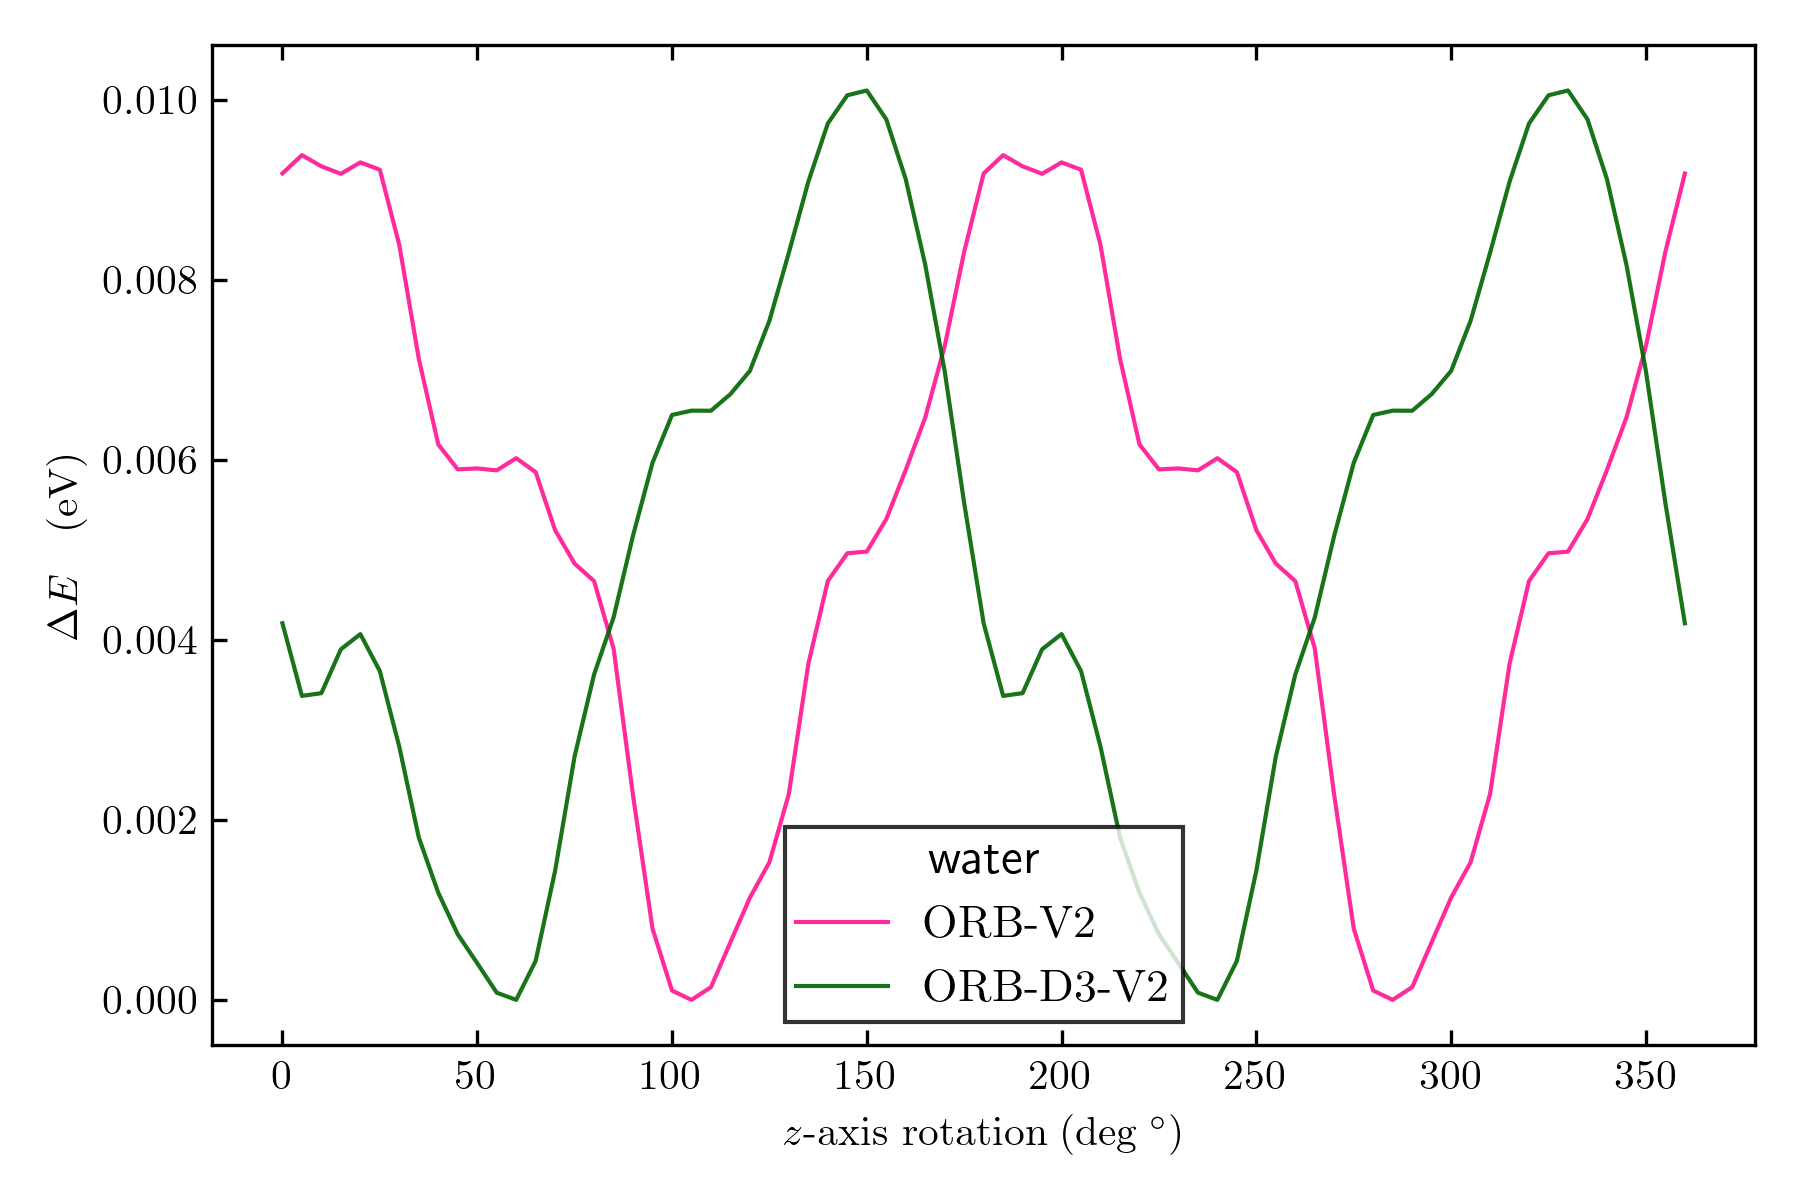 0.010
0.008
0.006
0.004
0.002
0.000
ΔE (eV)
water
ORB-V2
ORB-D3-V2
0 50 100 150 200 250 300 350
z-axis rotation (deg °)